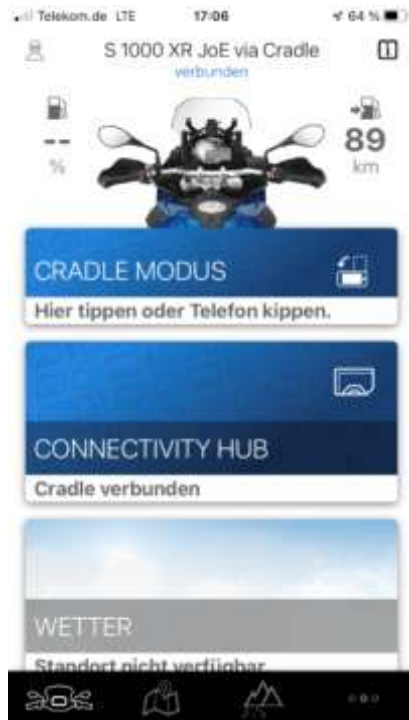 Telekom.de LTE 17:06 64 %
S 1000 XR JoE via Cradle
verbunden
-- 89
% km
CRADLE MODUS
Hier tippen oder Telefon kippen.
CONNECTIVITY HUB
Cradle verbunden
WETTER
Standort nicht verfügbar